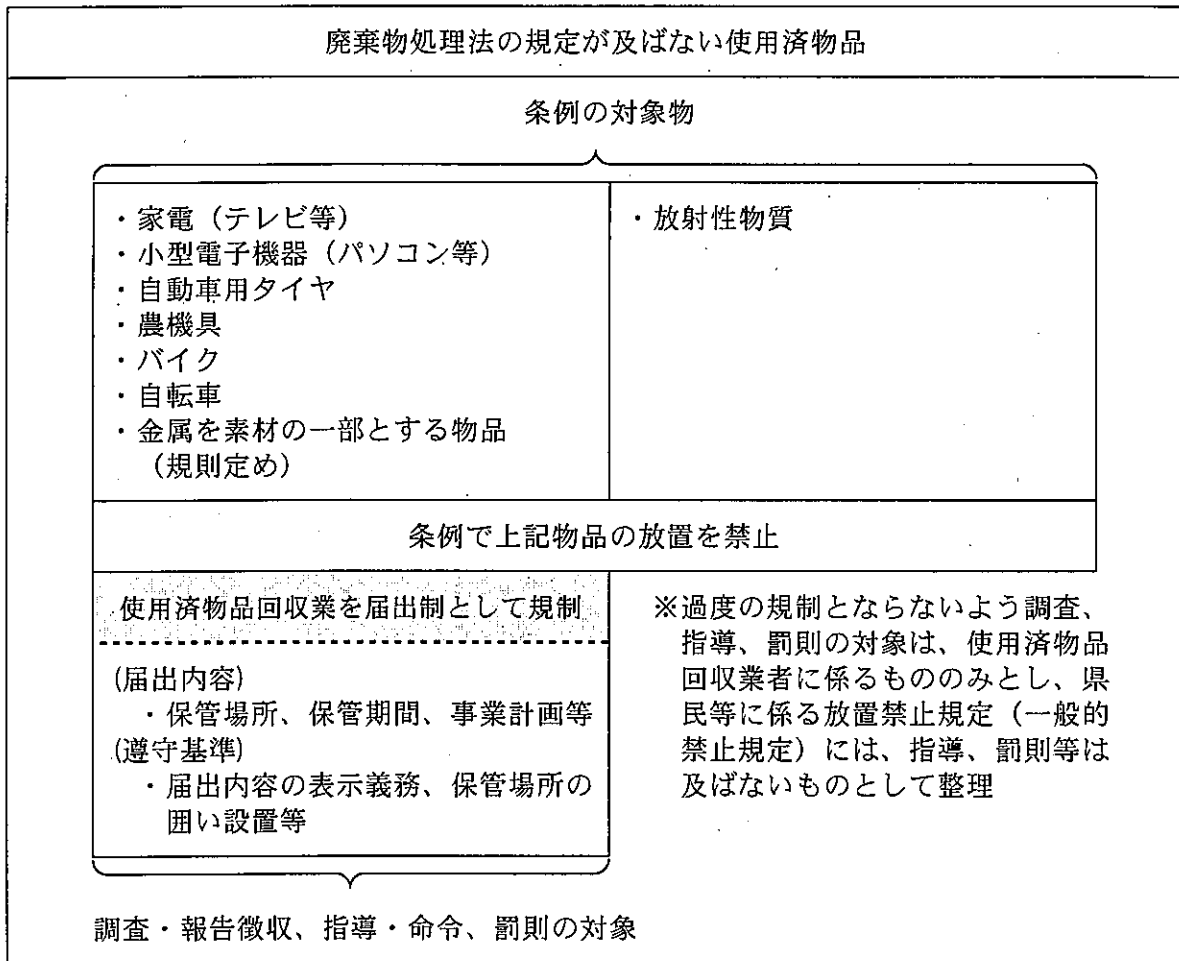 廃棄物処理法の規定が及ばない使用済物品
条例の対象物
・家電（テレビ等）
・小型電子機器（パソコン等）
・自動車用タイヤ
・農機具
・バイク
・自転車
・金属を素材の一部とする物品
（規則定め）
・放射性物質
条例で上記物品の放置を禁止
使用済物品回収業を届出制として規制
(届出内容)
・保管場所、保管期間、事業計画等
(遵守基準)
・届出内容の表示義務、保管場所の
囲い設置等
※過度の規制とならないよう調査、
指導、罰則の対象は、使用済物品
回収業者に係るもののみとし、県
民等に係る放置禁止規定（一般的
禁止規定）には、指導、罰則等は
及ばないものとして整理
調査・報告徴収、指導・命令、罰則の対象